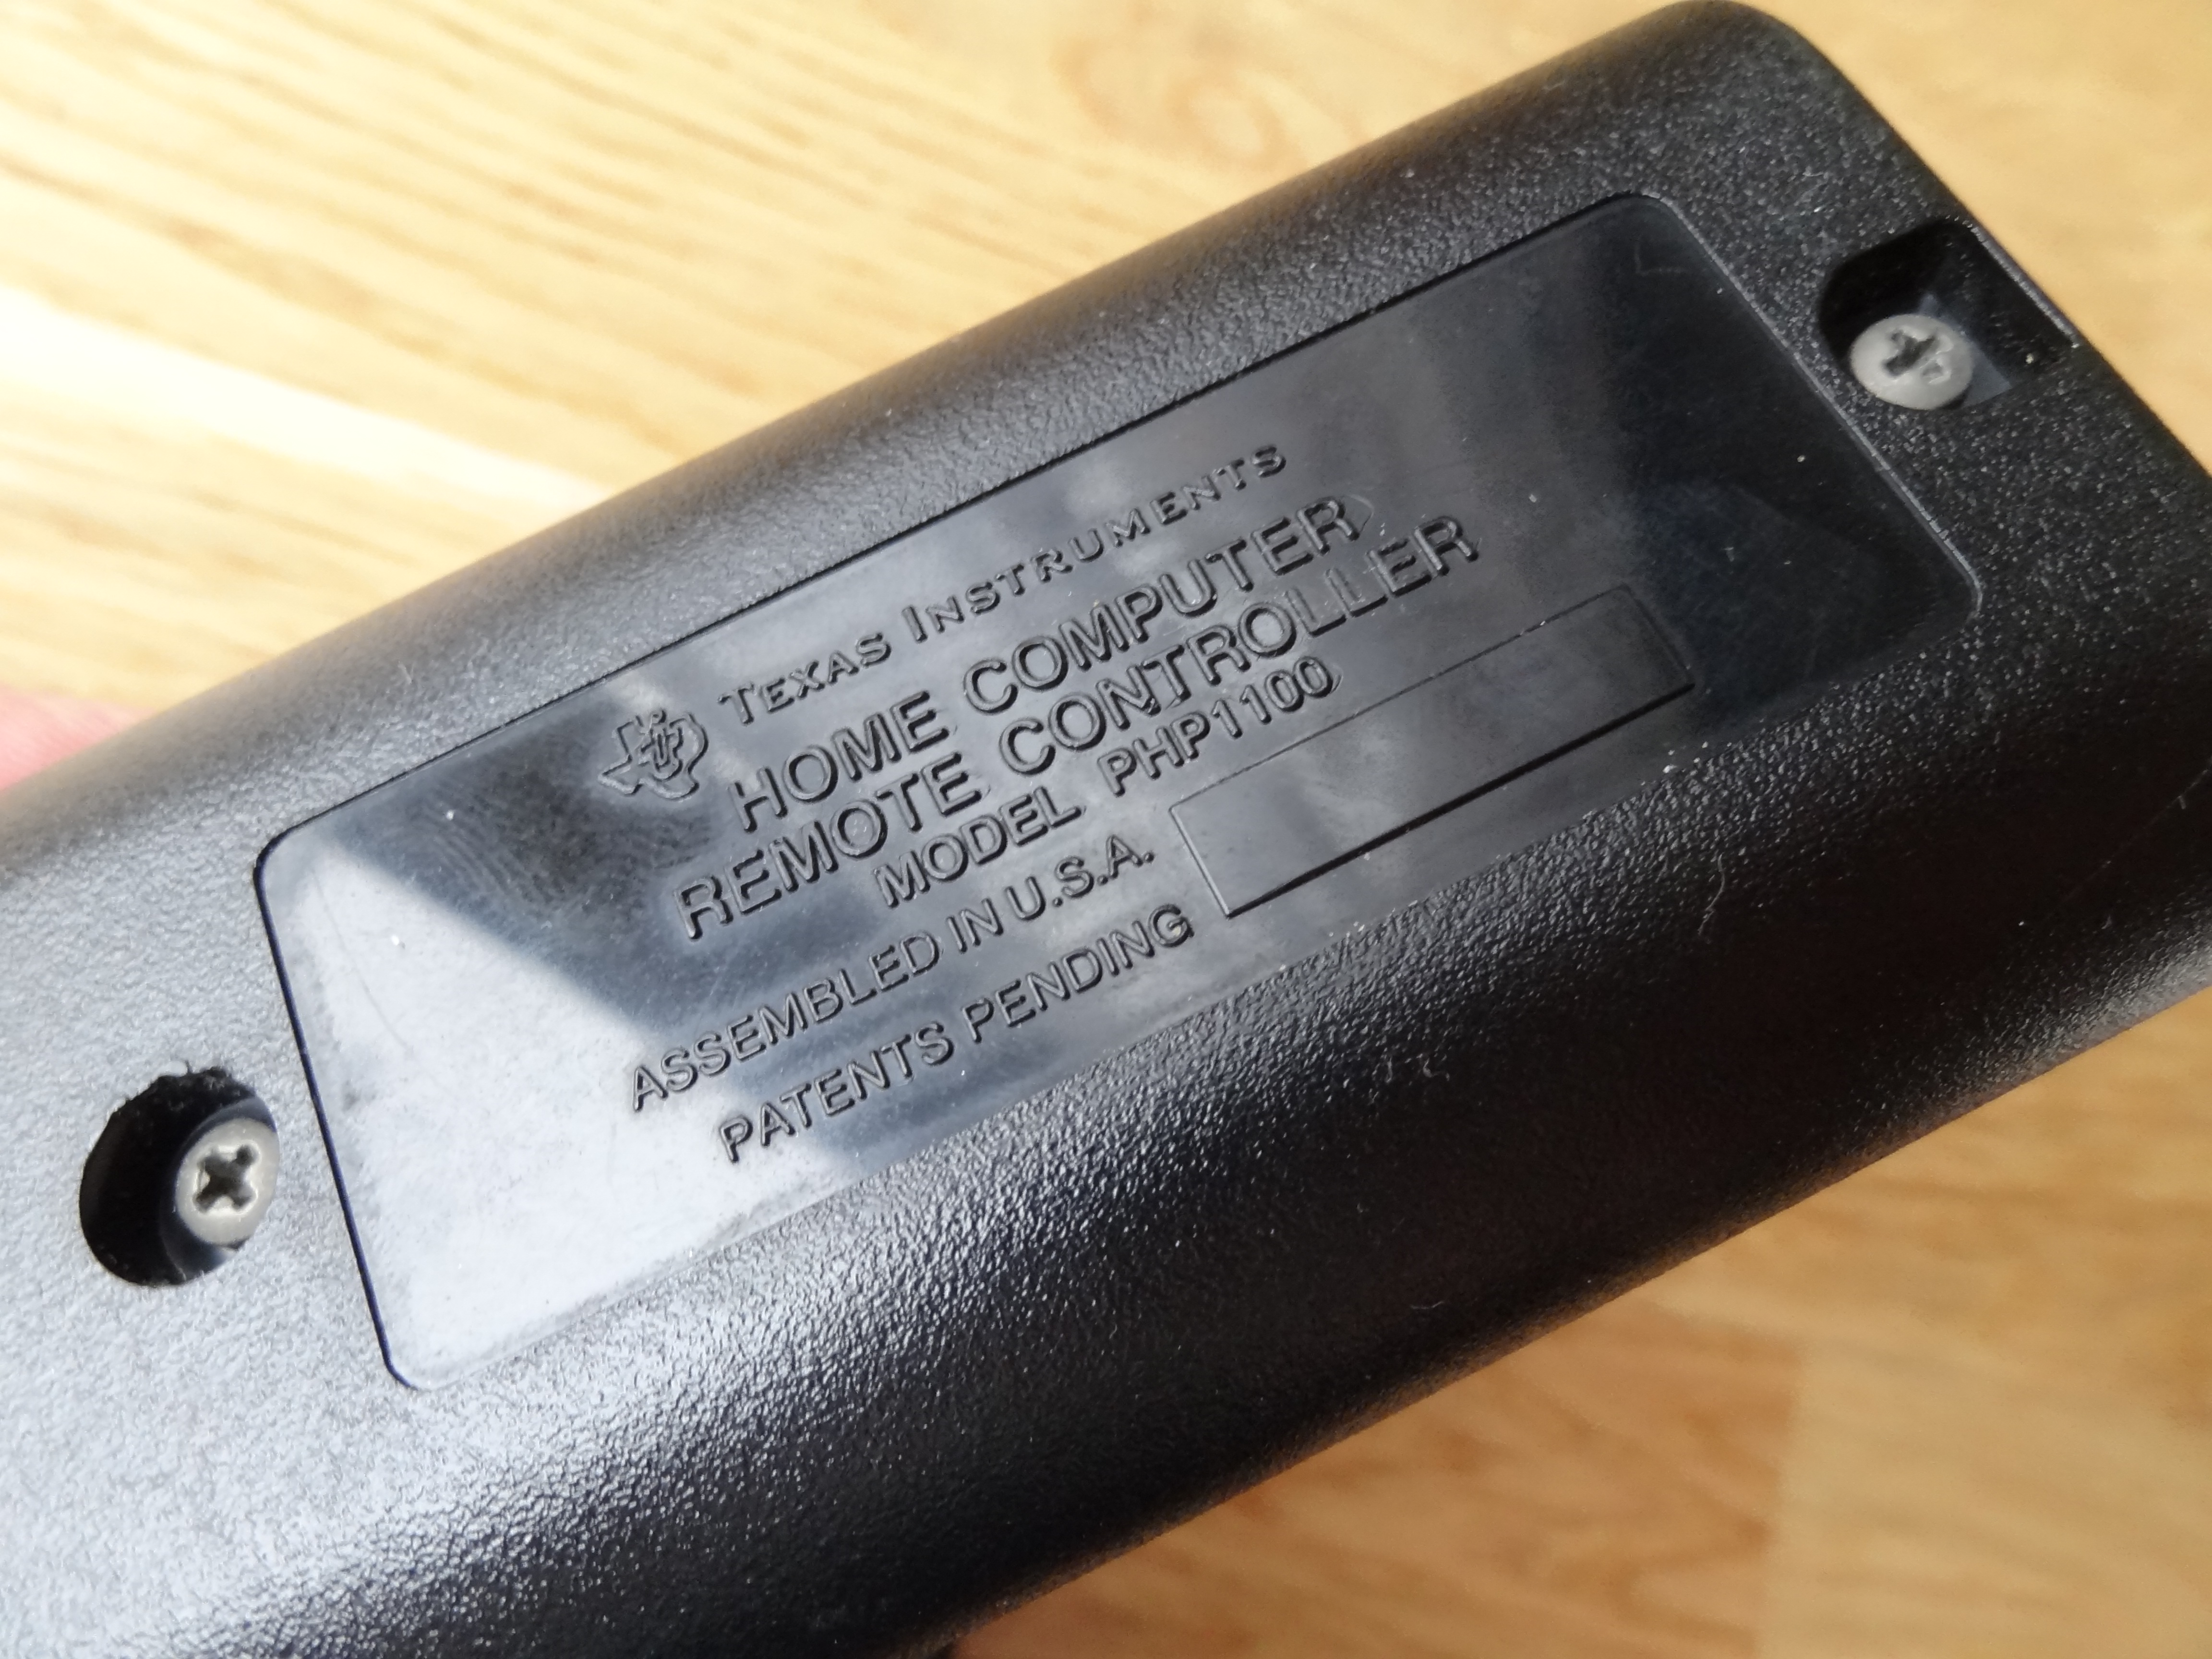 TEXAS INSTRUMENTS
HOME COMPUTER
REMOTE CONTROLLER
MODEL PHP1100
ASSEMBLED IN U.S.A.
PATENTS PENDING